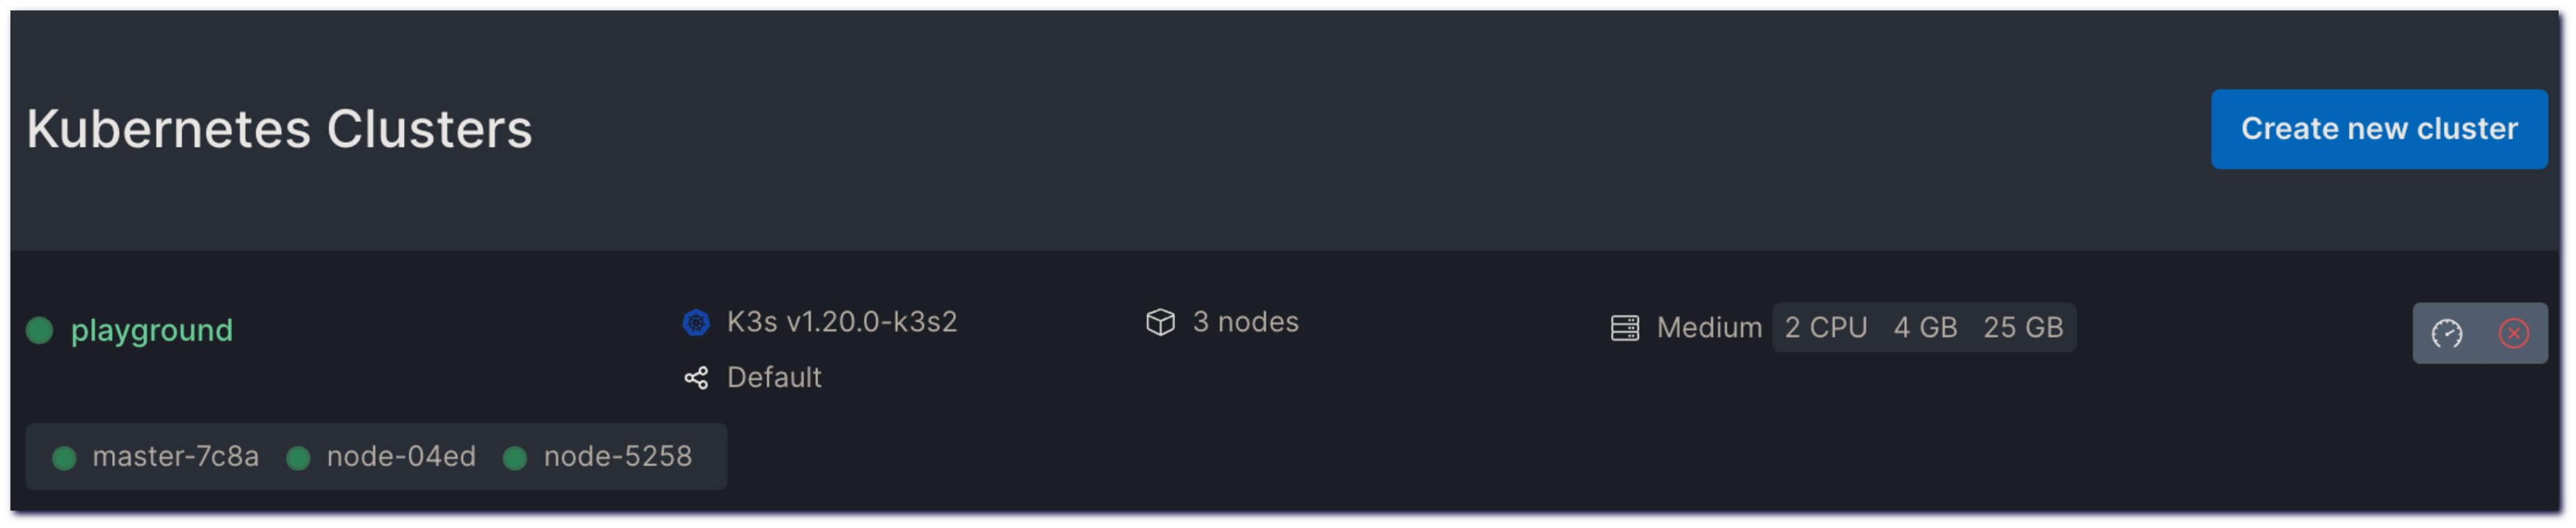 Kubernetes Clusters
Create new cluster
playground
K3s v1.20.0-k3s2
Default
3 nodes
Medium 2 CPU 4 GB 25 GB
master-7c8a node-04ed node-5258